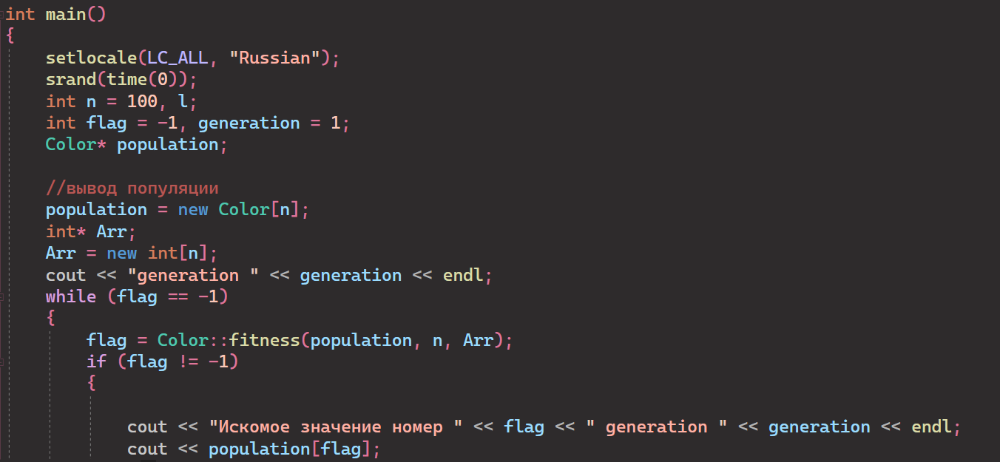 int main()
{
    setlocale(LC_ALL, "Russian");
    srand(time(0));
    int n = 100, l;
    int flag = -1, generation = 1;
    Color* population;

    //вывод популяции
    population = new Color[n];
    int* Arr;
    Arr = new int[n];
    cout << "generation " << generation << endl;
    while (flag == -1)
    {
        flag = Color::fitness(population, n, Arr);
        if (flag != -1)
        {

            cout << "Искомое значение номер " << flag << " generation " << generation << endl;
            cout << population[flag];